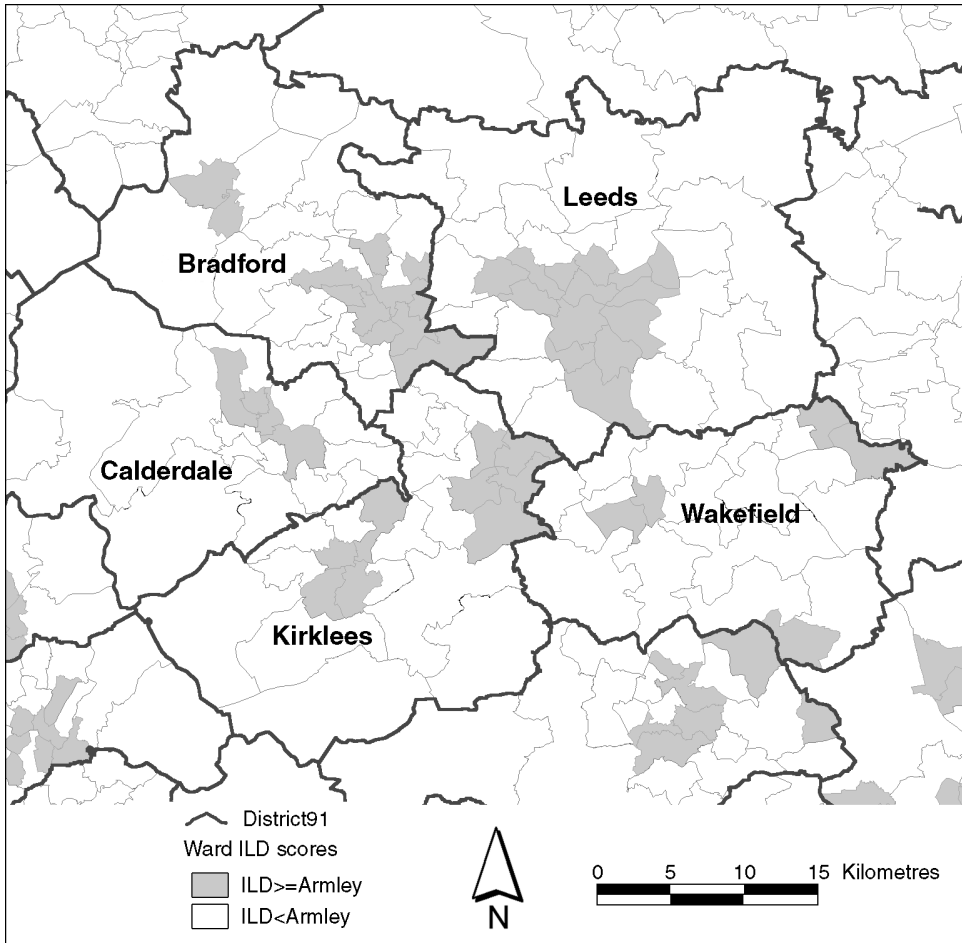 Leeds
Bradford
Calderdale
Wakefield
Kirklees
District91
Ward ILD scores
ILD>=Armley
ILD<Armley
N
0 5 10 15 Kilometres